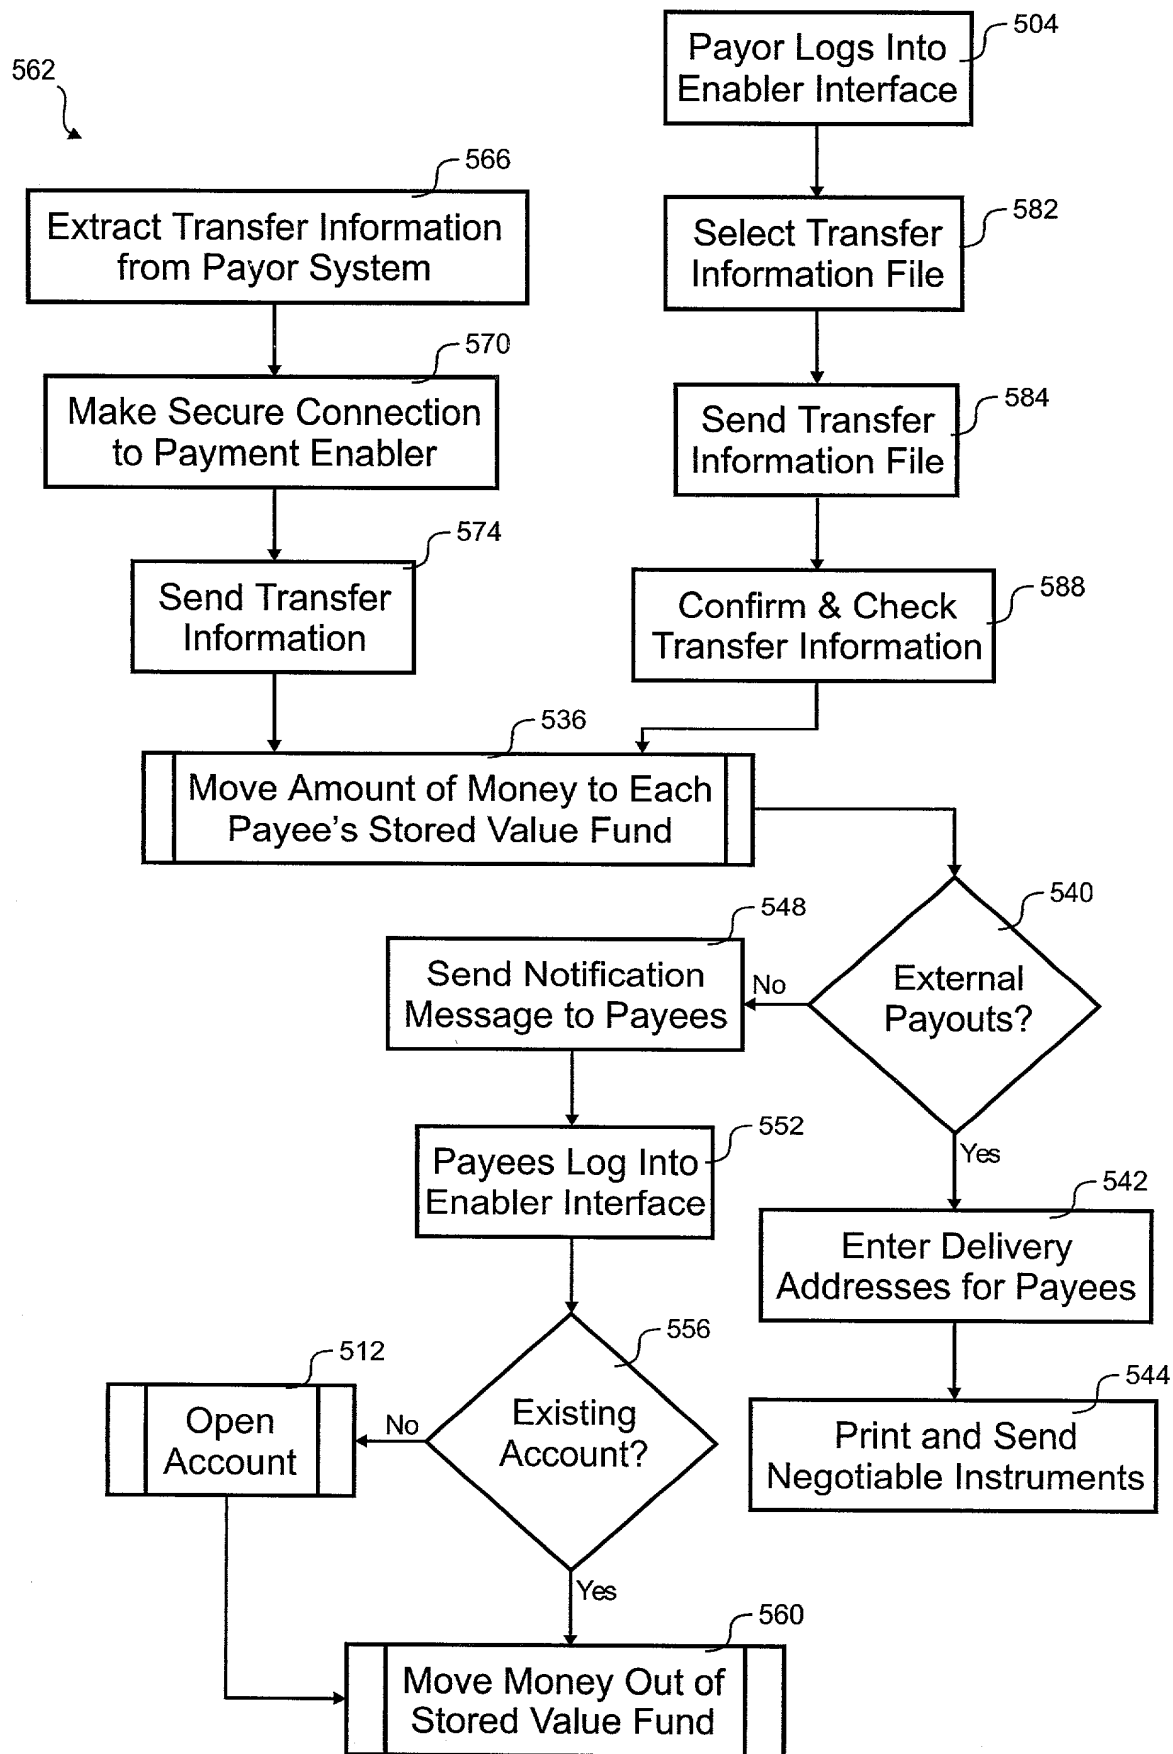 504
Payor Logs Into
Enabler Interface
562
566
Extract Transfer Information
from Payor System
582
Select Transfer
Information File
570
Make Secure Connection
to Payment Enabler
584
Send Transfer
Information File
574
Send Transfer
Information
588
Confirm & Check
Transfer Information
536
Move Amount of Money to Each
Payee's Stored Value Fund
540
External
Payouts?
No
Yes
548
Send Notification
Message to Payees
552
Payees Log Into
Enabler Interface
542
Enter Delivery
Addresses for Payees
544
Print and Send
Negotiable Instruments
556
Existing
Account?
No
Yes
512
Open
Account
560
Move Money Out of
Stored Value Fund